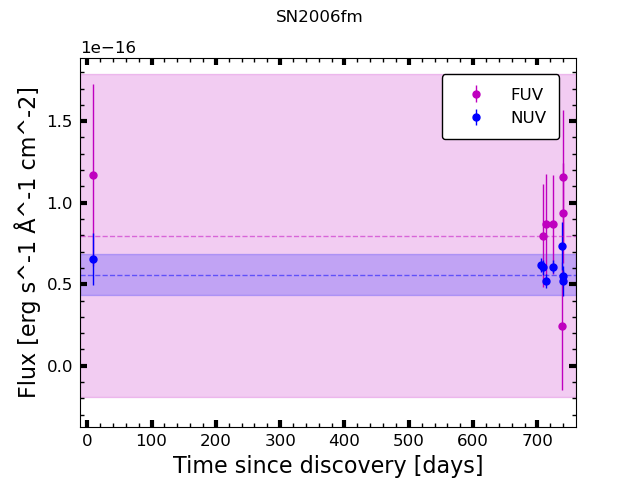 SN2006fm
1e−16
FUV
NUV
1.5
1.0
0.5
0.0
Flux [erg s^-1 Å^-1 cm^-2]
0 100 200 300 400 500 600 700
Time since discovery [days]